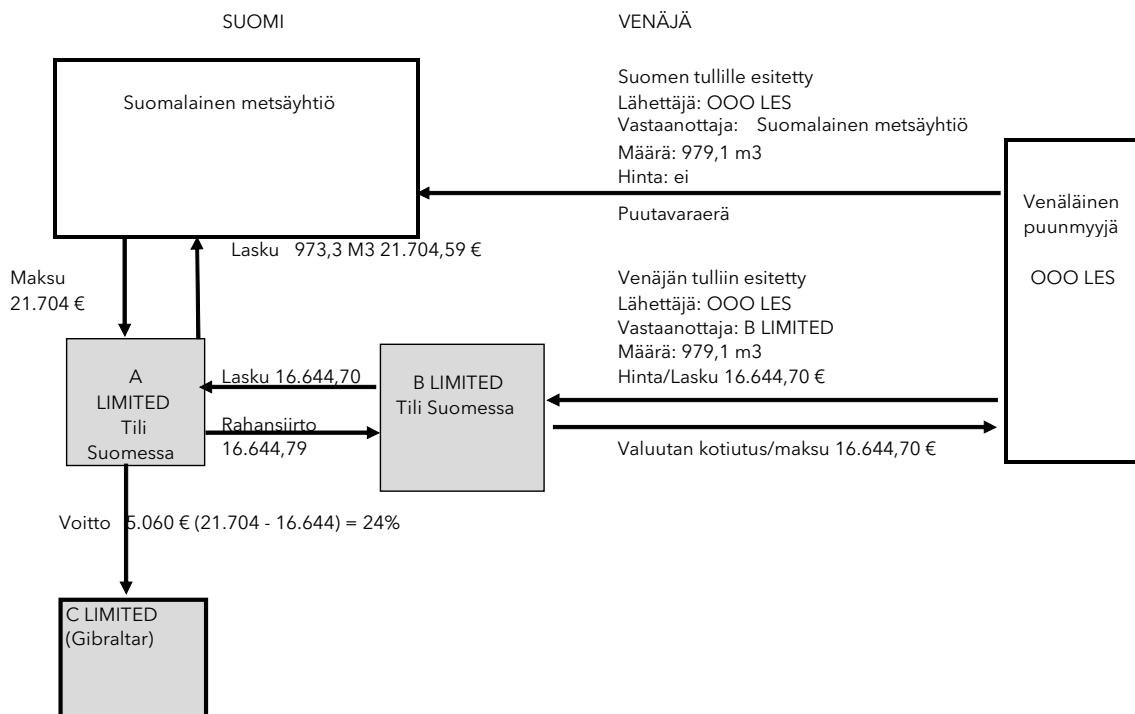 SUOMI
VENÄJÄ
Suomalainen metsäyhtiö
Suomen tullille esitetty
Lähettäjä: OOO LES
Vastaanottaja: Suomalainen metsäyhtiö
Määrä: 979,1 m3
Hinta: ei
Puutavaraerä
Venäläinen
puunmyyjä
OOO LES
Lasku 973,3 M3 21.704,59 €
Maksu
21.704 €
Venäjän tulliin esitetty
Lähettäjä: OOO LES
Vastaanottaja: B LIMITED
Määrä: 979,1 m3
Hinta/Lasku 16.644,70 €
A
LIMITED
Tili
Suomessa
Lasku 16.644,70
Rahansiirto
16.644,79
B LIMITED
Tili Suomessa
Valuutan kotiutus/maksu 16.644,70 €
Voitto 5.060 € (21.704 - 16.644) = 24%
C LIMITED
(Gibraltar)